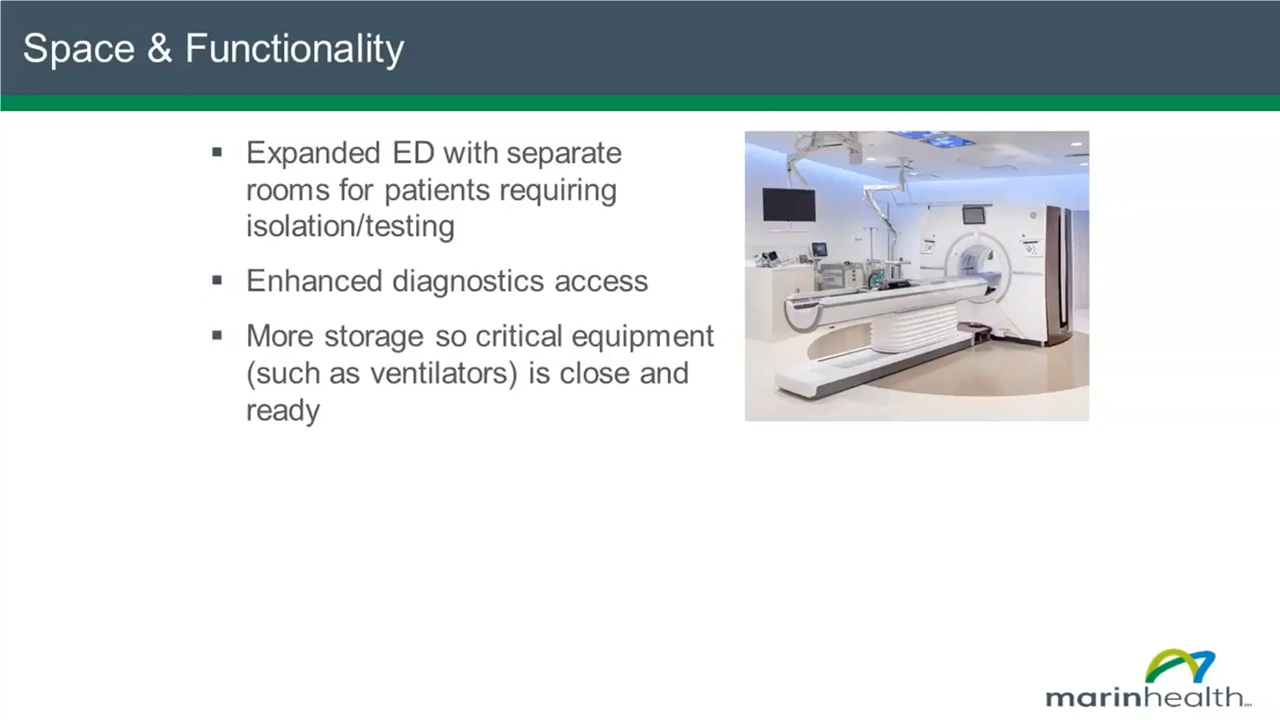 Space & Functionality
▪ Expanded ED with separate
rooms for patients requiring
isolation/testing
▪ Enhanced diagnostics access
▪ More storage so critical equipment
(such as ventilators) is close and
ready
marinhealth